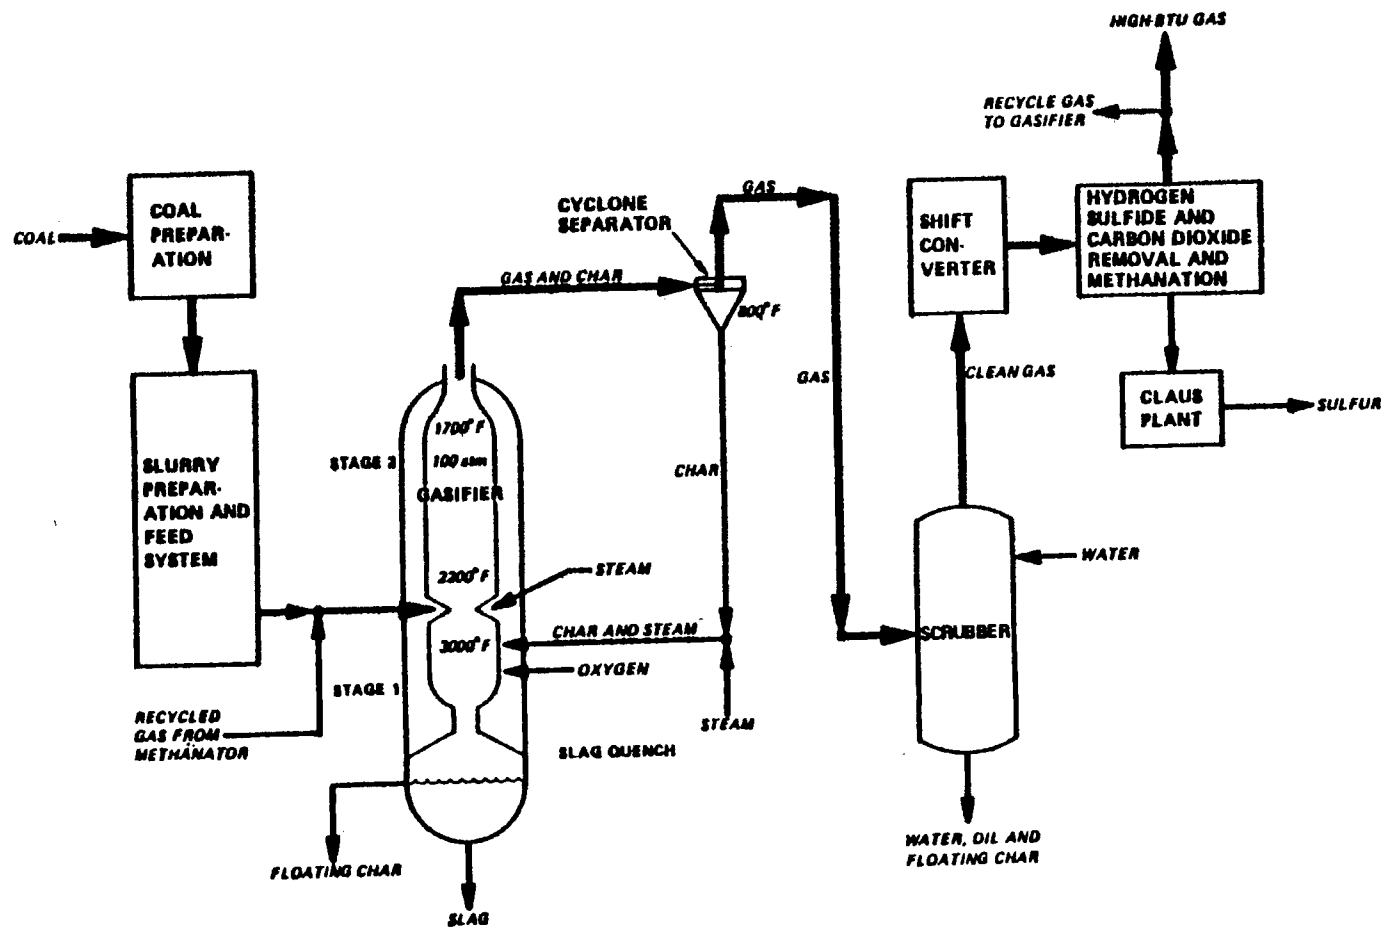 HIGH-BTU GAS
RECYCLE GAS
TO GASIFIER
COAL
COAL
PREPAR-
ATION
CYCLONE
SEPARATOR
GAS
GAS AND CHAR
800°F
SHIFT
CON-
VERTER
HYDROGEN
SULFIDE AND
CARBON DIOXIDE
REMOVAL AND
METHANATION
SLURRY
PREPAR-
ATION AND
FEED
SYSTEM
STAGE 2
1700°F
100 atm
GASIFIER
2200°F
3000°F
STAGE 1
STEAM
CHAR AND STEAM
OXYGEN
CHAR
GAS
STEAM
CLEAN GAS
CLAUS
PLANT
SULFUR
WATER
SCRUBBER
RECYCLED
GAS FROM
METHANATOR
SLAG QUENCH
FLOATING CHAR
SLAG
WATER, OIL AND
FLOATING CHAR